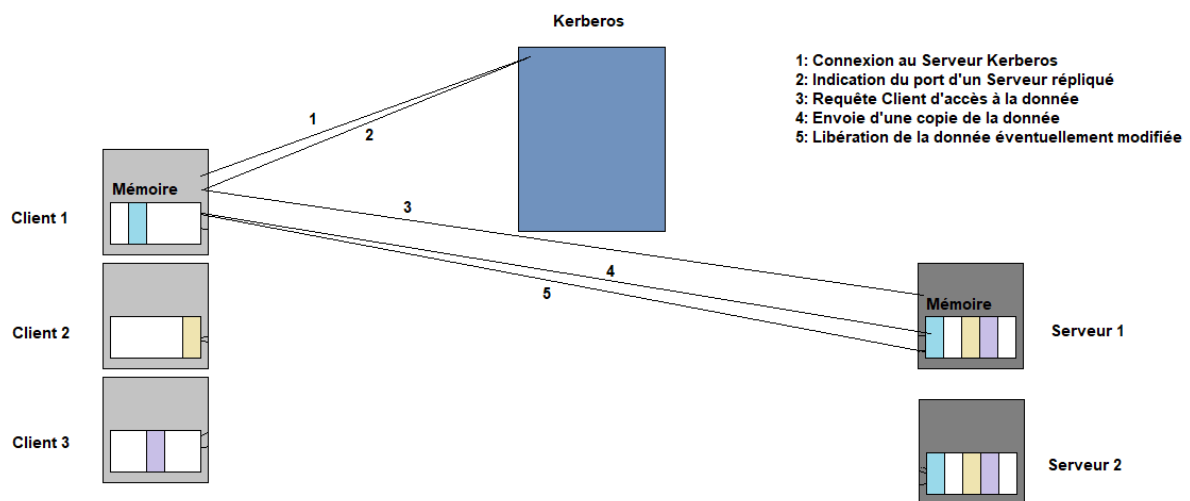 Kerberos
1: Connexion au Serveur Kerberos
2: Indication du port d'un Serveur répliqué
3: Requête Client d'accès à la donnée
4: Envoie d'une copie de la donnée
5: Libération de la donnée éventuellement modifiée
1
2
Mémoire
Client 1
3
4
5
Mémoire
Client 2
Serveur 1
Client 3
Serveur 2